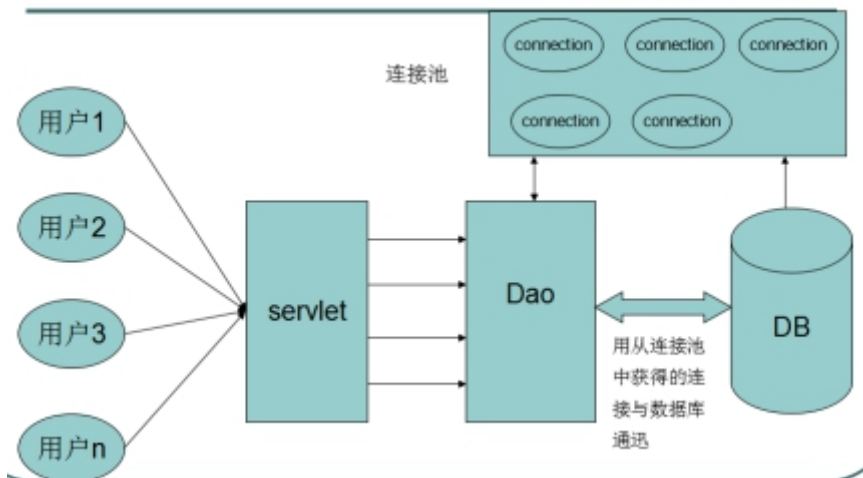 connection
connection
connection
连接池
connection
connection
用户1
用户2
用户3
用户n
servlet
Dao
DB
用从连接池
中获得的连
接与数据库
通迅